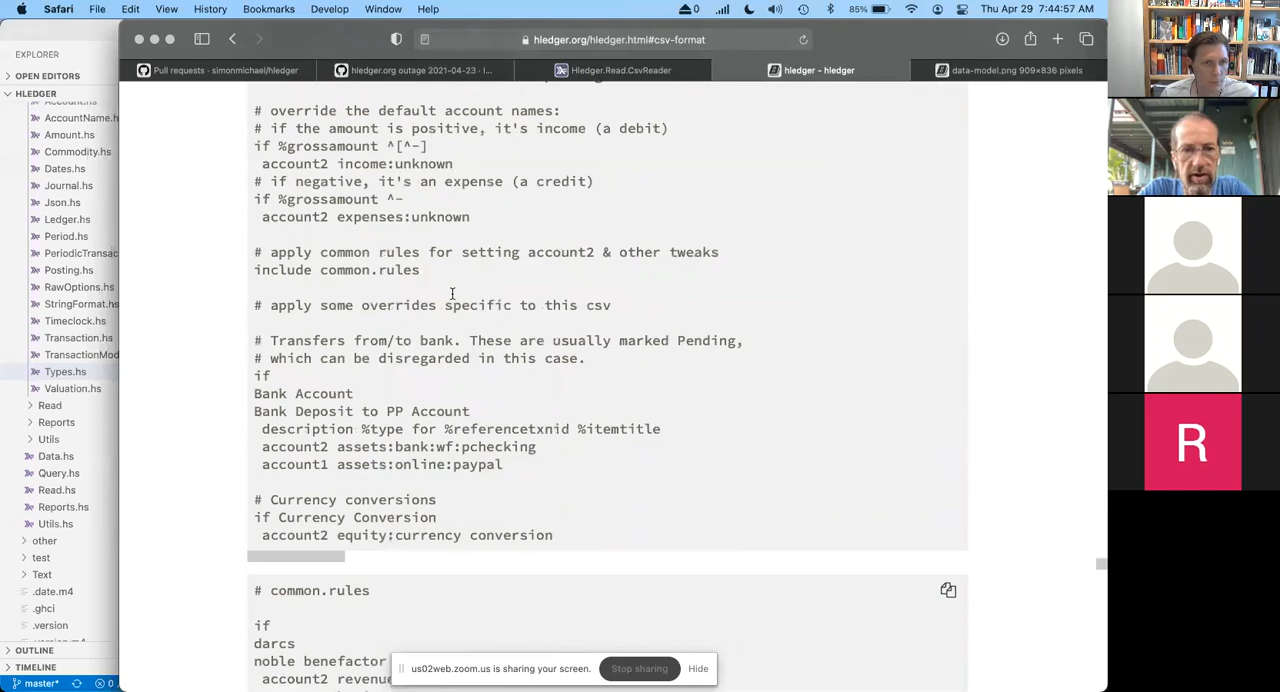 Safari File Edit View History Bookmarks Develop Window Help
0 85% Thu Apr 29 7:44:57 AM
EXPLORER
OPEN EDITORS
HLEDGER
AccountName.h
Amount.hs
Commodity.hs
Dates.hs
Journal.hs
Json.hs
Ledger.hs
Period.hs
PeriodicTransac
Posting.hs
RawOptions.hs
StringFormat.hs
Timeclock.hs
Transaction.hs
TransactionMod
Types.hs
Valuation.hs
Read
Reports
Utils
Data.hs
Query.hs
Read.hs
Reports.hs
Utils.hs
other
test
Text
.date.m4
.ghci
.version
OUTLINE
TIMELINE
master* 0
hledger.org/hledger.html#csv-format
Pull requests · simonmichael/hledger
hledger.org outage 2021-04-23 · I...
Hledger.Read.CsvReader
hledger - hledger
data-model.png 909×836 pixels
# override the default account names:
# if the amount is positive, it's income (a debit)
if %grossamount ^[^-]
account2 income:unknown
# if negative, it's an expense (a credit)
if %grossamount ^-
account2 expenses:unknown
# apply common rules for setting account2 & other tweaks
include common.rules
# apply some overrides specific to this csv
# Transfers from/to bank. These are usually marked Pending,
# which can be disregarded in this case.
if
Bank Account
Bank Deposit to PP Account
description %type for %referencetxnid %itemtitle
account2 assets:bank:wf:pchecking
account1 assets:online:paypal
# Currency conversions
if Currency Conversion
account2 equity:currency conversion
# common.rules
if
darcs
noble benefactor
account2 revenue
us02web.zoom.us is sharing your screen. Stop sharing Hide
R